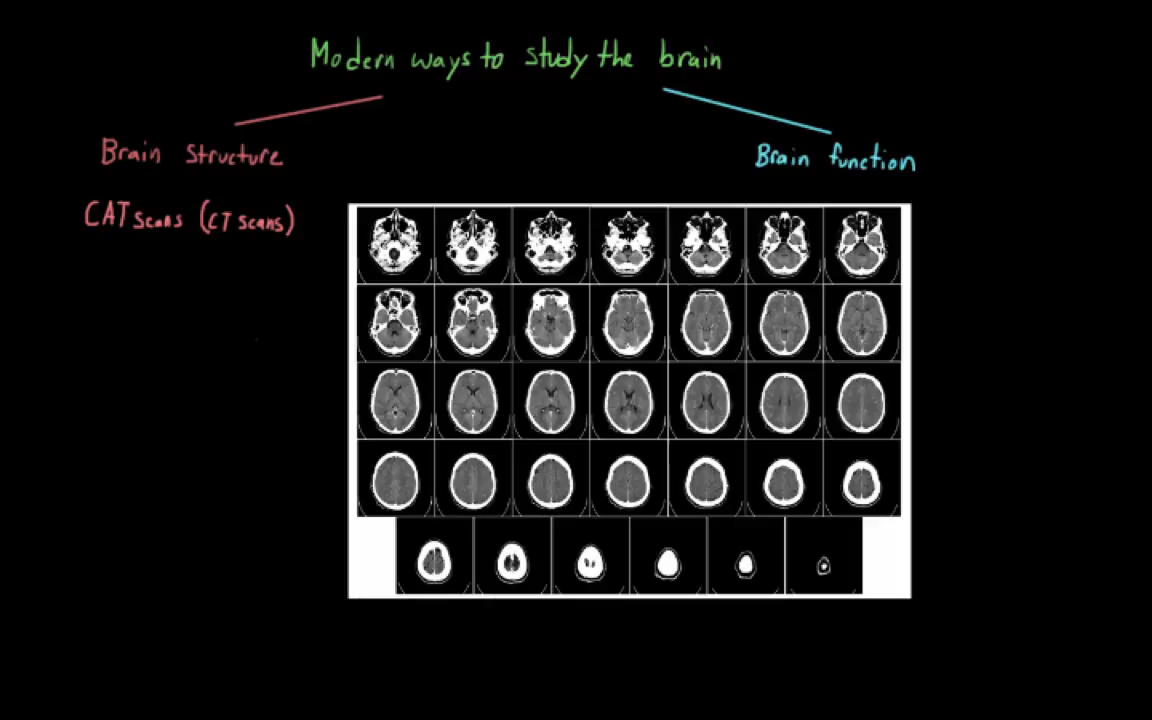 Modern ways to study the brain
Brain Structure
Brain function
CAT scans (CT scans)